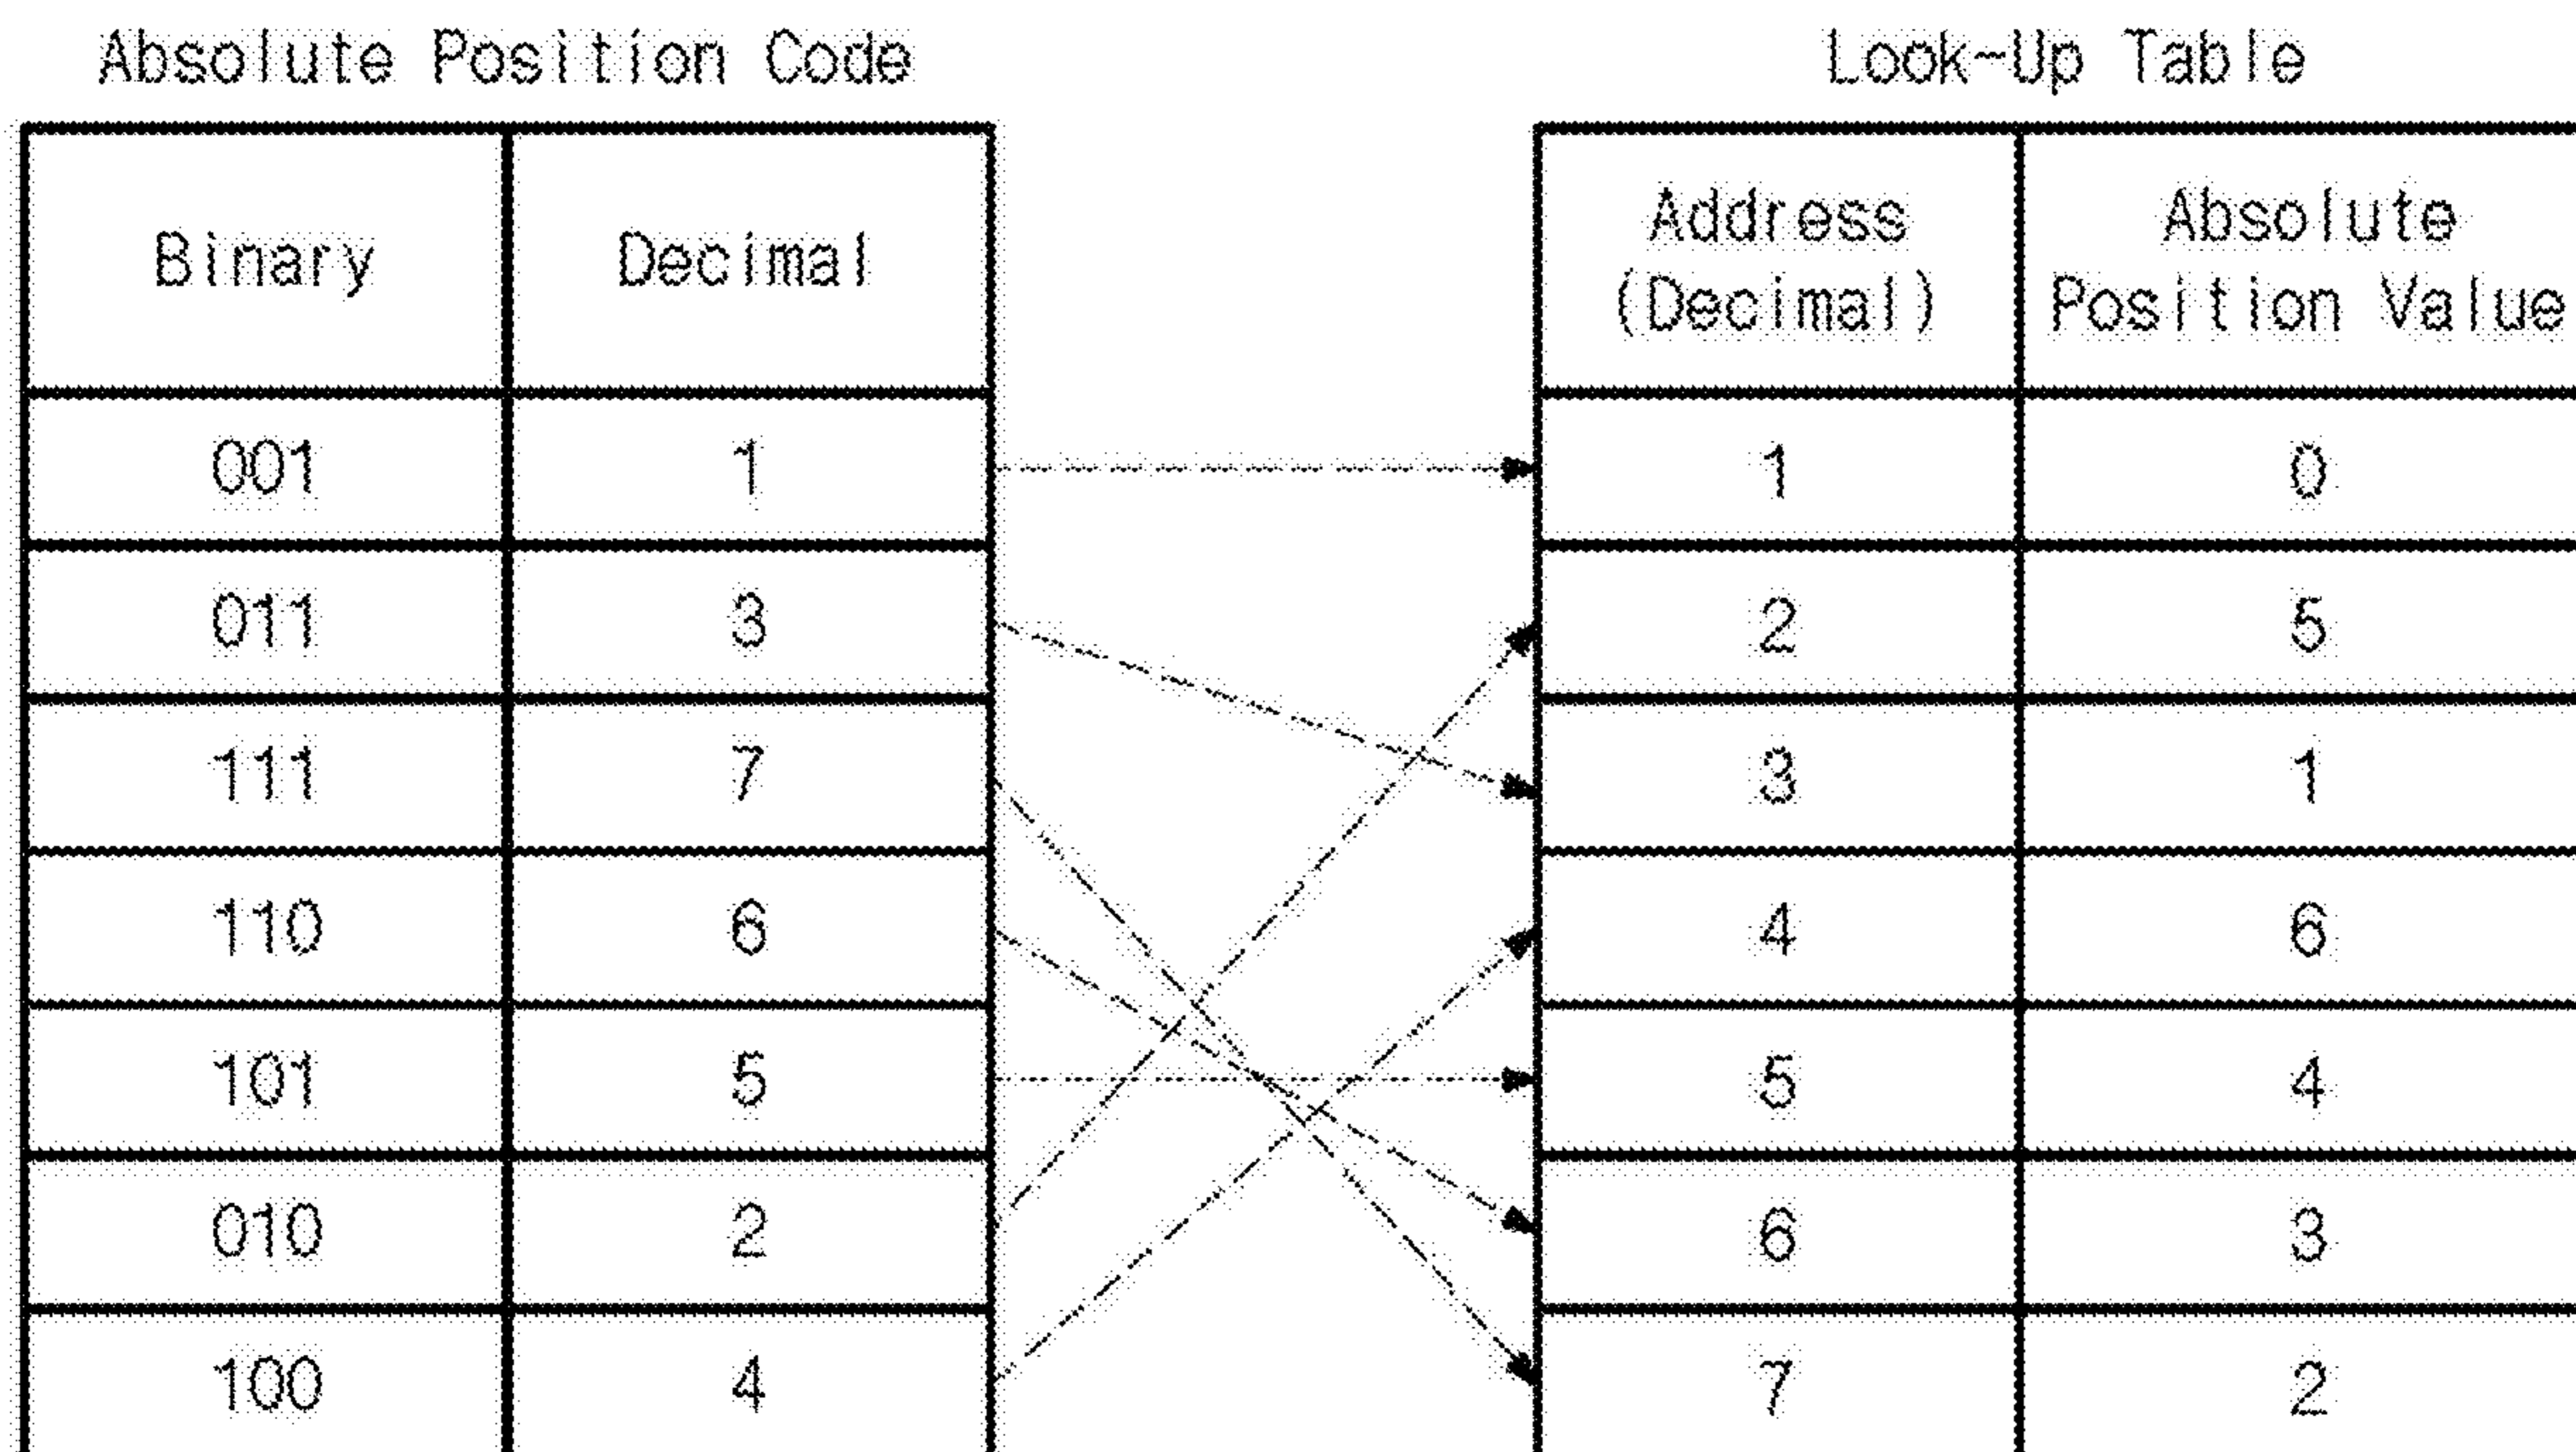 Absolute Position Code
Binary Decimal
001 1
011 3
111 7
110 6
101 5
010 2
100 4
Look-Up Table
Address
(Decimal)
Absolute
Position Value
1 0
2 5
3 1
4 6
5 4
6 3
7 2